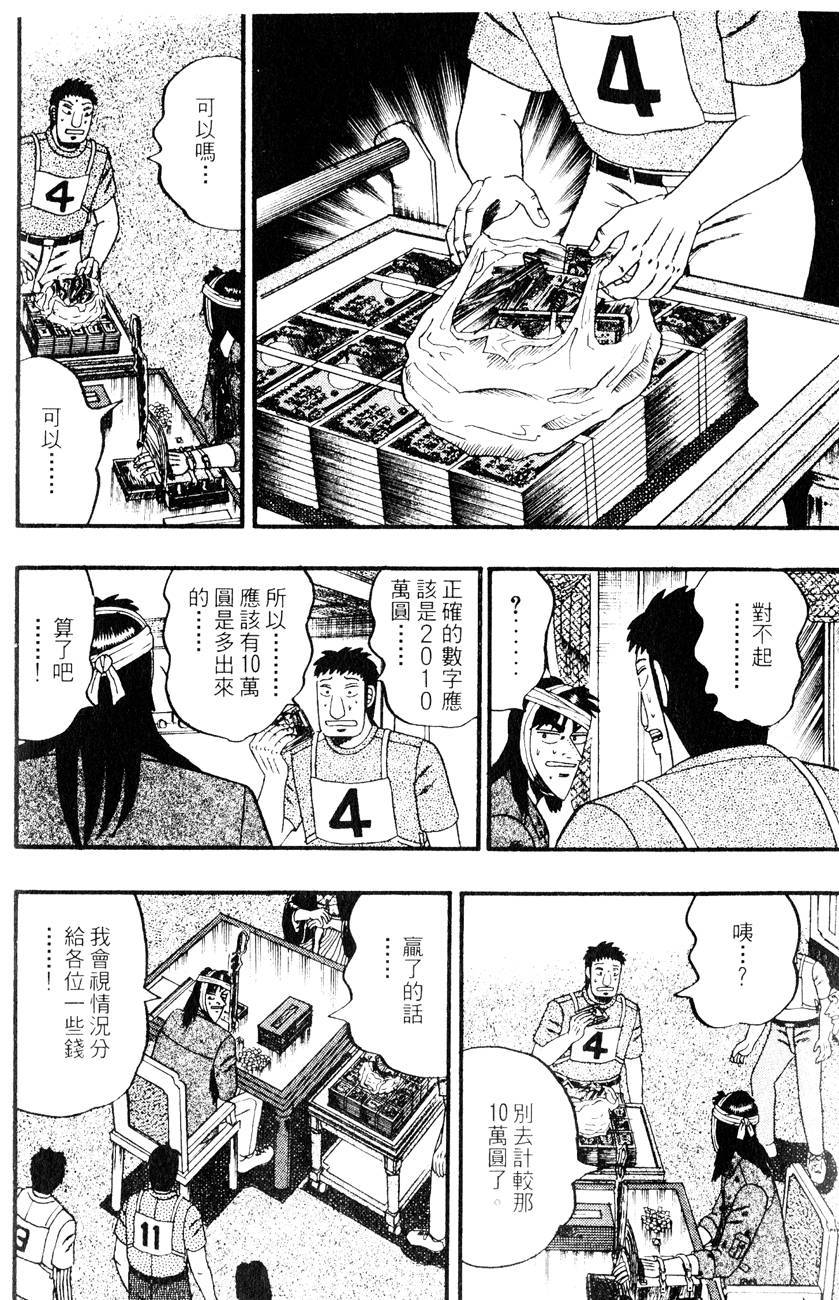 4
可以嗎⋯⋯
4
可以⋯⋯⋯
對不起
⋯⋯⋯
?⋯⋯⋯
正確的數字應
該是2010
萬圓⋯⋯
所以⋯⋯⋯
應該有10萬
圓是多出來
的⋯⋯⋯
4
算了吧
⋯⋯⋯!
咦⋯?
4
別去計較那
10萬圓了。
贏了的話
⋯⋯⋯
我會視情況分
給各位一些錢
⋯⋯⋯!
11